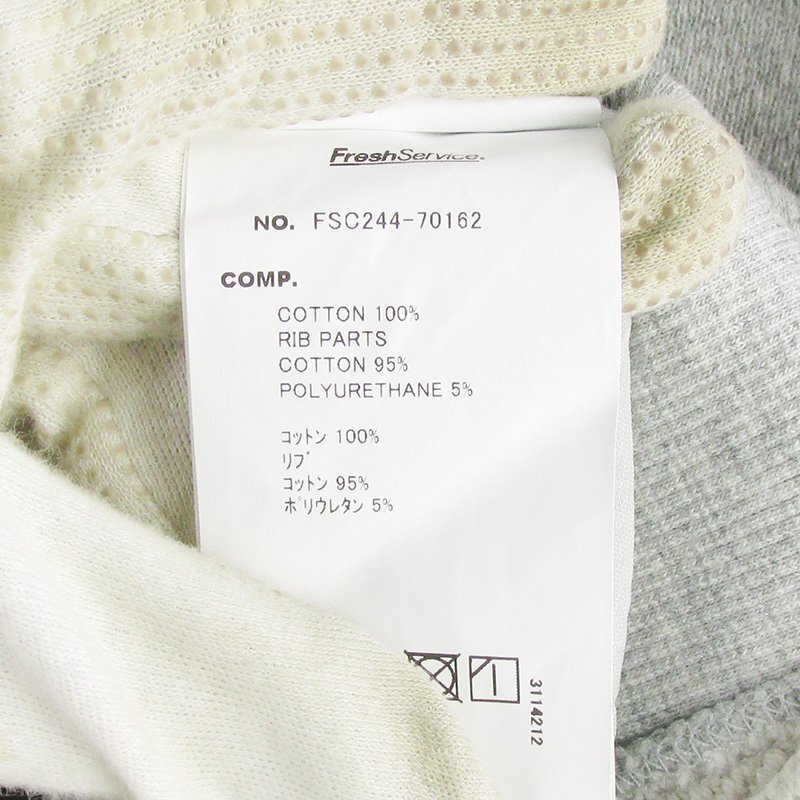 FreshService.
NO. FSC244-70162
COMP.
COTTON 100%
RIB PARTS
COTTON 95%
POLYURETHANE 5%
コットン 100%
リブ
コットン 95%
ポリウレタン 5%
3114212